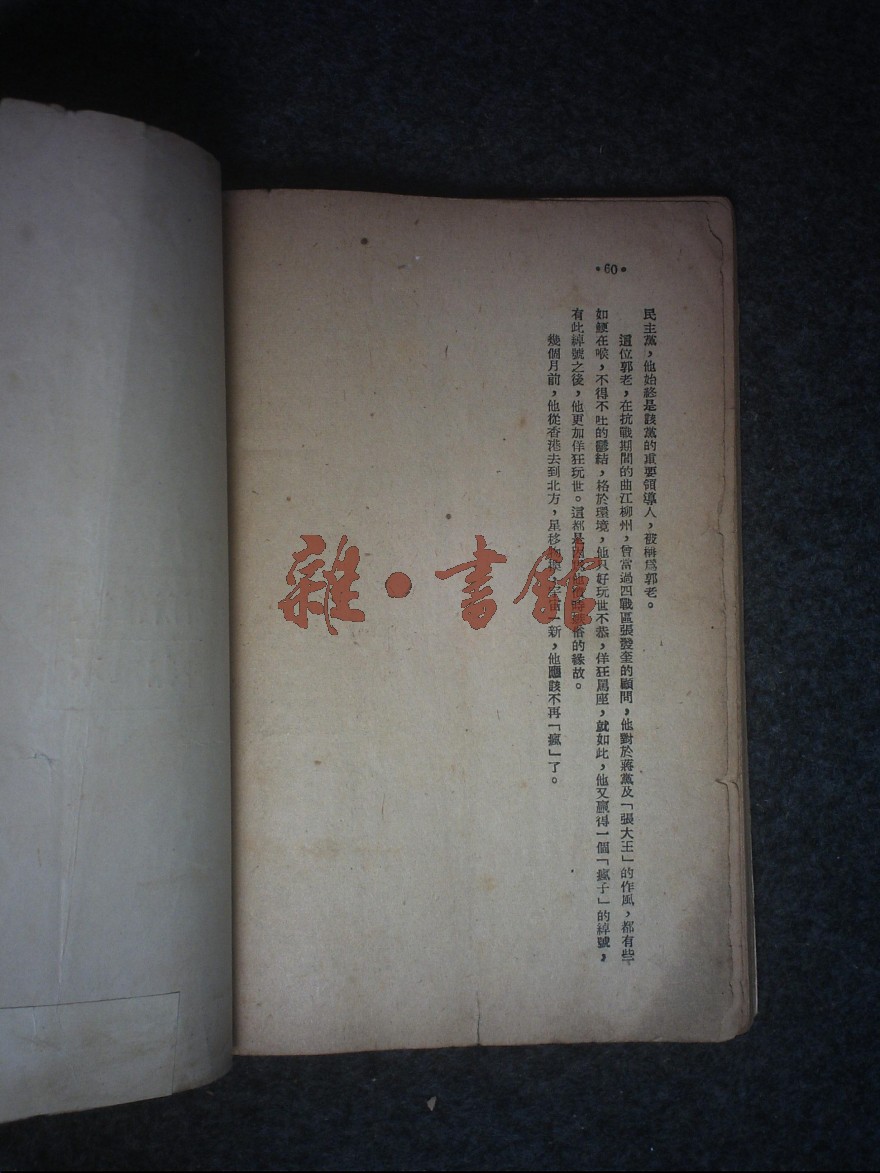 •60•
民主黨，他始終是該黨的重要領導人，被稱爲郭老。
這位郭老，在抗戰期間的曲江柳州，曾當過四戰區張發奎的顧問，他對於蔣黨及「張大王」的作風，都有些
如鯁在喉，不得不吐的鬱結，格於環境，他只好玩世不恭，佯狂罵座，就如此，他又贏得一個「瘋子」的綽號，
有此綽號之後，他更加佯狂玩世。這都是因俗的緣故。
幾個月前，他從香港去到北方，星移一新，他應該不再「瘋」了。
雜•書館